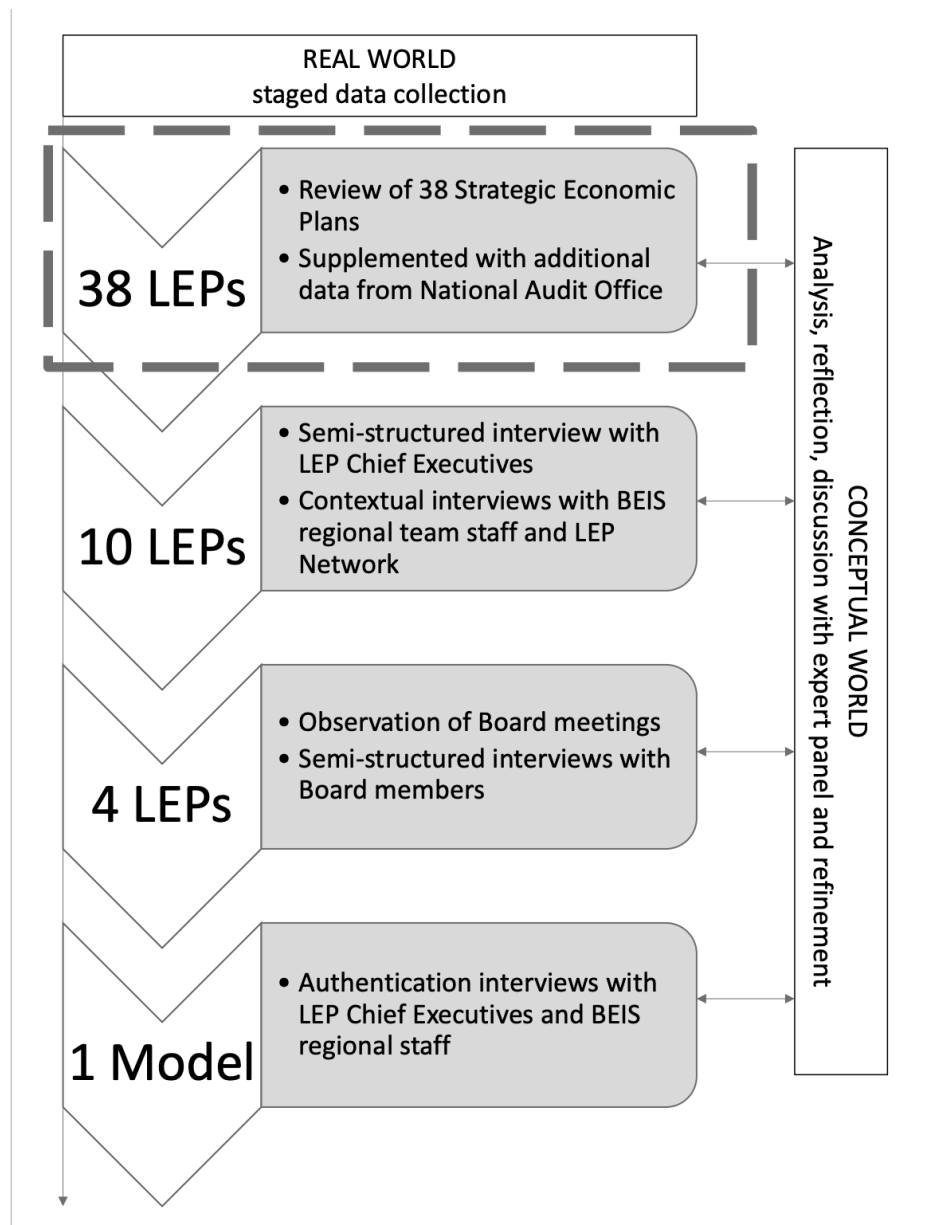 REAL WORLD
staged data collection
38 LEPs
• Review of 38 Strategic Economic
Plans
• Supplemented with additional
data from National Audit Office
10 LEPs
• Semi-structured interview with
LEP Chief Executives
• Contextual interviews with BEIS
regional team staff and LEP
Network
4 LEPs
• Observation of Board meetings
• Semi-structured interviews with
Board members
1 Model
• Authentication interviews with
LEP Chief Executives and BEIS
regional staff
CONCEPTUAL WORLD
Analysis, reflection, discussion with expert panel and refinement